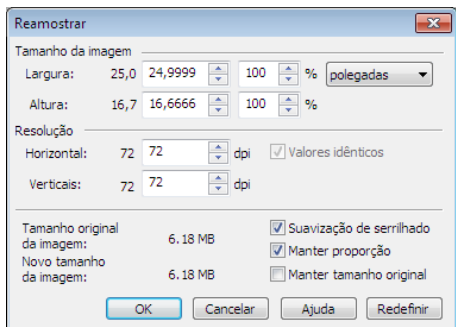 Reamostrar
Tamanho da imagem
Largura: 25,0 24,9999 100 % polegadas
Altura: 16,7 16,6666 100 %
Resolução
Horizontal: 72 72 dpi Valores idênticos
Verticais: 72 72 dpi
Tamanho original
da imagem: 6.18 MB
Novo tamanho
da imagem: 6.18 MB
Suavização de serrilhado
Manter proporção
Manter tamanho original
OK Cancelar Ajuda Redefinir